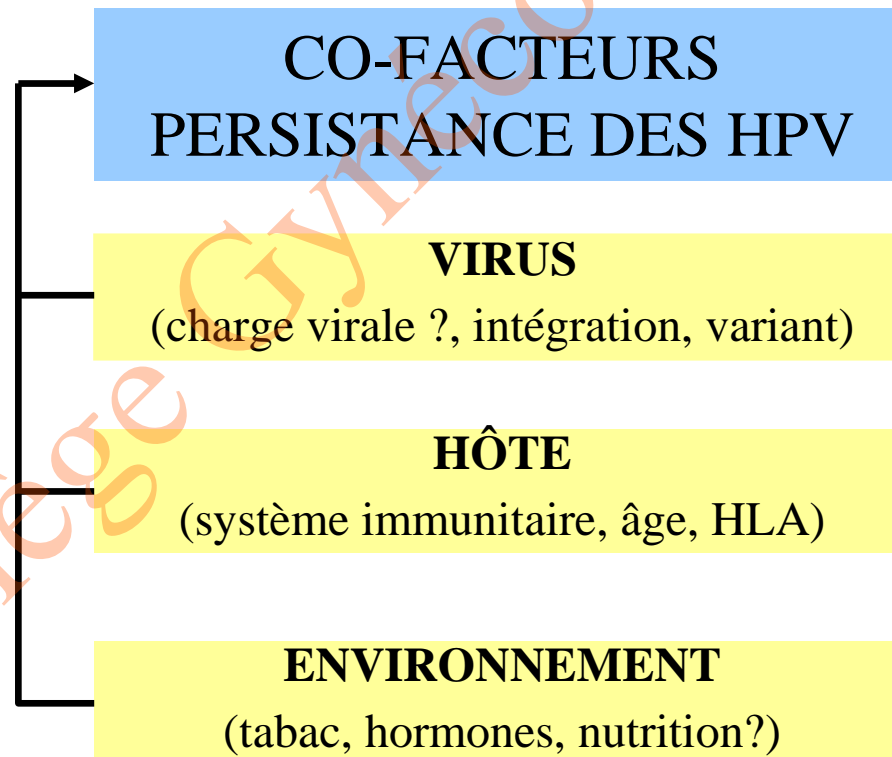 CO-FACTEURS
PERSISTANCE DES HPV
VIRUS
(charge virale ?, intégration, variant)
HÔTE
(système immunitaire, âge, HLA)
ENVIRONNEMENT
(tabac, hormones, nutrition?)